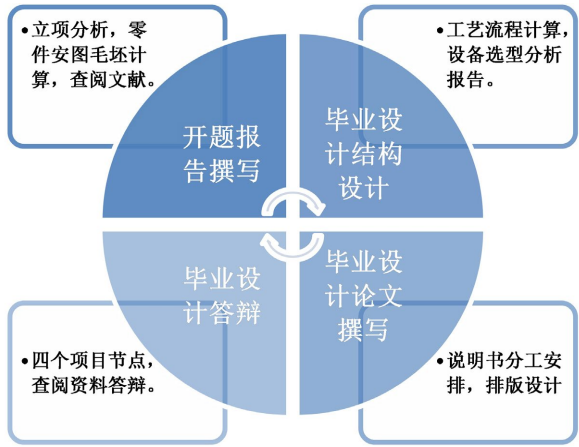 •立项分析，零
件安图毛坯计
算，查阅文献。
•工艺流程计算，
设备选型分析
报告。
开题报
告撰写
毕业设
计结构
设计
毕业设
计答辩
毕业设
计论文
撰写
•四个项目节点，
查阅资料答辩。
•说明书分工安
排，排版设计